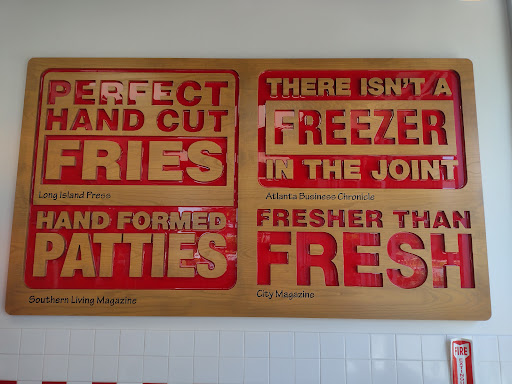 PERFECT
HAND CUT
FRIES
Long Island Press
THERE ISN'T A
FREEZER
IN THE JOINT
Atlanta Business Chronicle
HAND FORMED
PATTIES
Southern Living Magazine
FRESHER THAN
FRESH
City Magazine
FIRE